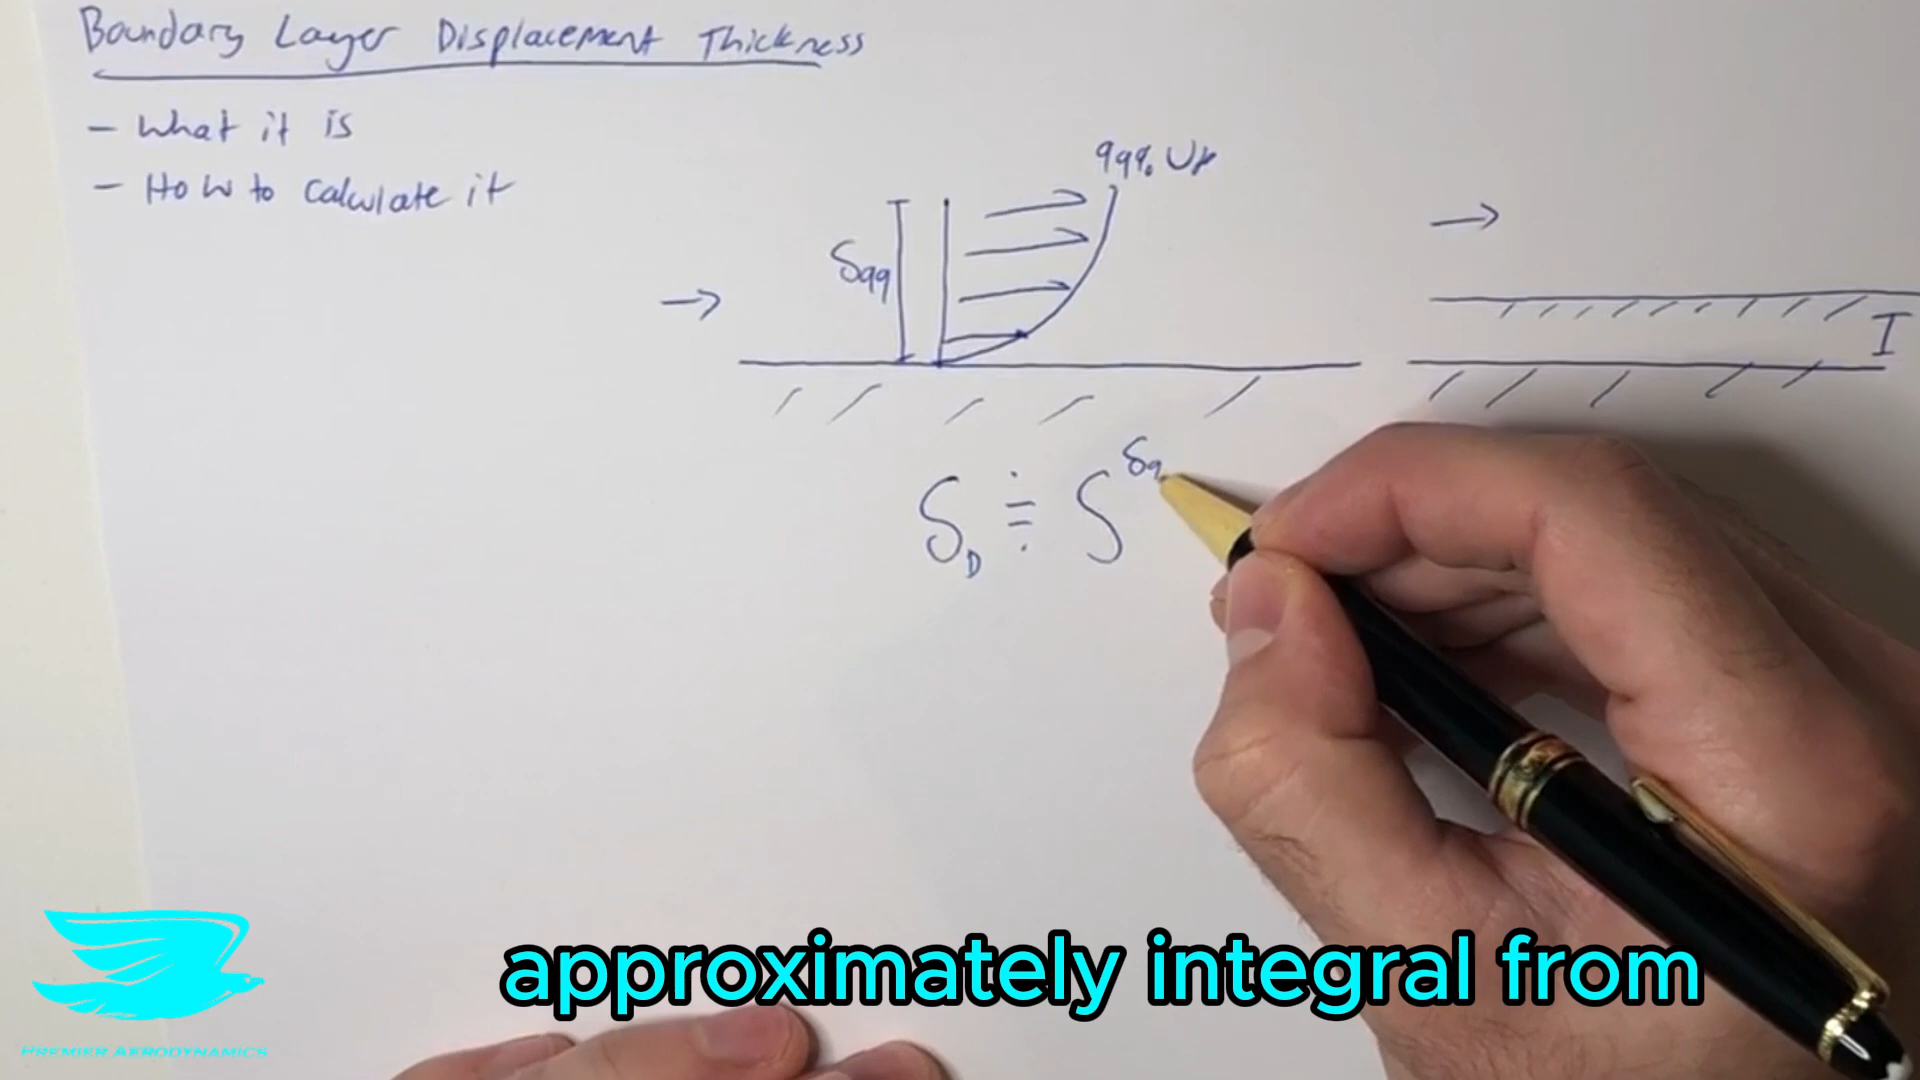 Boundary Layer Displacement Thickness
- What it is
- How to calculate it
99% U
δ99
δD ≑ ∫ δ9
approximately integral from
PREMIER AERODYNAMICS